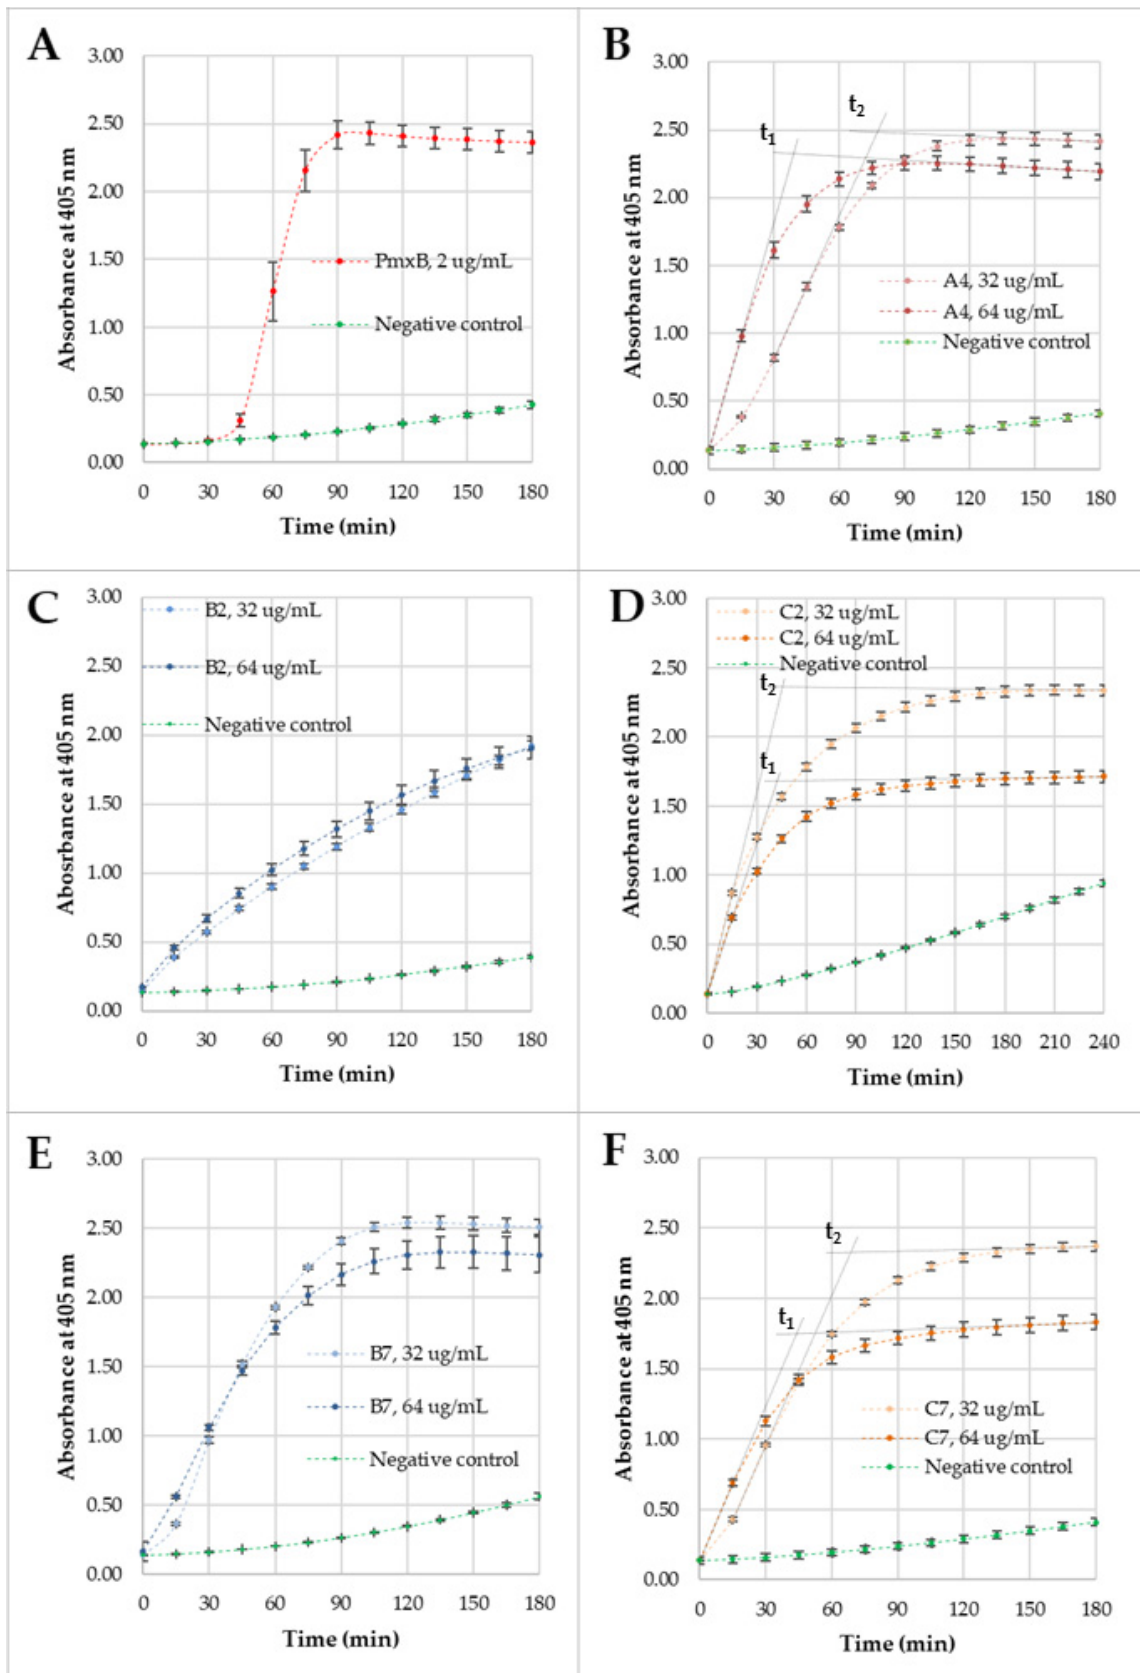 A
3.00
2.50
2.00
1.50
1.00
0.50
0.00
Absorbance at 405 nm
PmxB, 2 ug/mL
Negative control
0 30 60 90 120 150 180
Time (min)
B
3.00
2.50
2.00
1.50
1.00
0.50
0.00
Absorbance at 405 nm
t1
t2
A4, 32 ug/mL
A4, 64 ug/mL
Negative control
0 30 60 90 120 150 180
Time (min)
C
3.00
2.50
2.00
1.50
1.00
0.50
0.00
Abosrbance at 405 nm
B2, 32 ug/mL
B2, 64 ug/mL
Negative control
0 30 60 90 120 150 180
Time (min)
D
3.00
2.50
2.00
1.50
1.00
0.50
0.00
Absorbance at 405 nm
C2, 32 ug/mL
C2, 64 ug/mL
Negative control
t2
t1
0 30 60 90 120 150 180 210 240
Time (min)
E
3.00
2.50
2.00
1.50
1.00
0.50
0.00
Absorbance at 405 nm
B7, 32 ug/mL
B7, 64 ug/mL
Negative control
0 30 60 90 120 150 180
Time (min)
F
3.00
2.50
2.00
1.50
1.00
0.50
0.00
Absorbance at 405 nm
t2
t1
C7, 32 ug/mL
C7, 64 ug/mL
Negative control
0 30 60 90 120 150 180
Time (min)